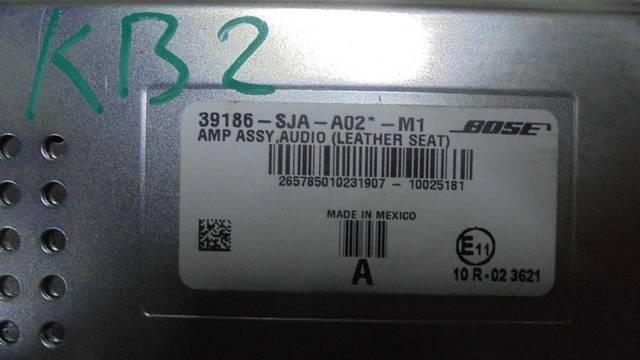 KB2
39186-SJA-A02*-M1 BOSE
AMP ASSY,AUDIO (LEATHER SEAT)
265785010231907-10025181
MADE IN MEXICO
A
E11
10 R-02 3621